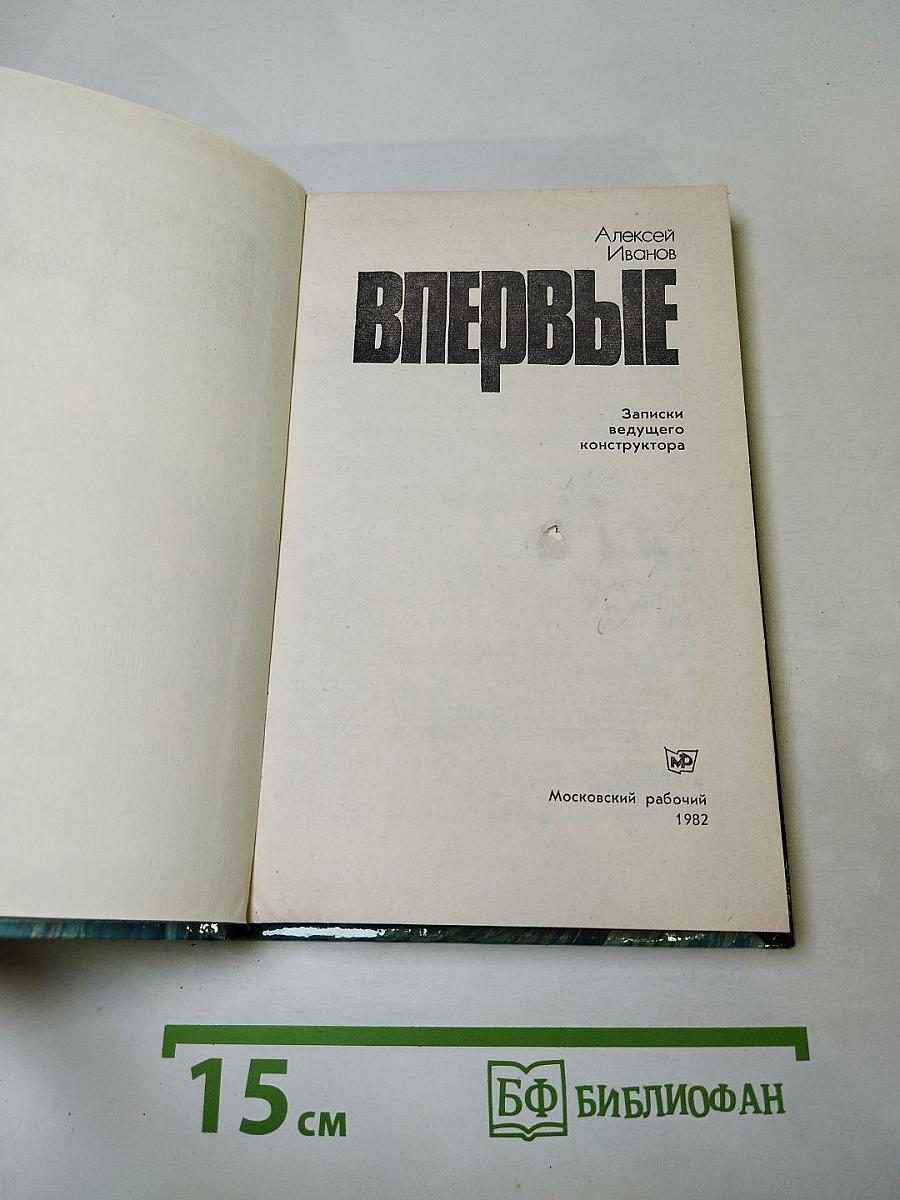 Алексей
Иванов
ВПЕРВЫЕ
Записки
ведущего
конструктора
МР
Московский рабочий
1982
15 см
БФ БИБЛИОФАН